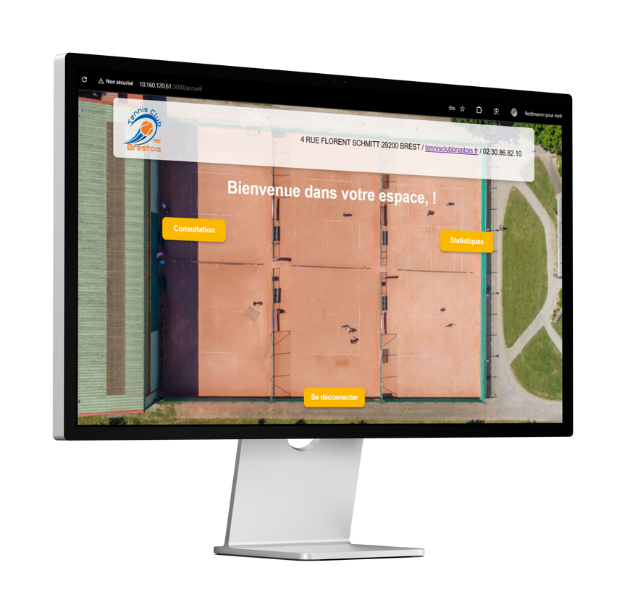 Non sécurisé 10.160.120.61:3000/accueil
Redémarrer pour mett
Tennis Club
Brestois
4 RUE FLORENT SCHMITT 29200 BREST / tennisclubbrestois.fr / 02.30.86.82.10
Bienvenue dans votre espace, !
Consultation
Statistiques
Se déconnecter